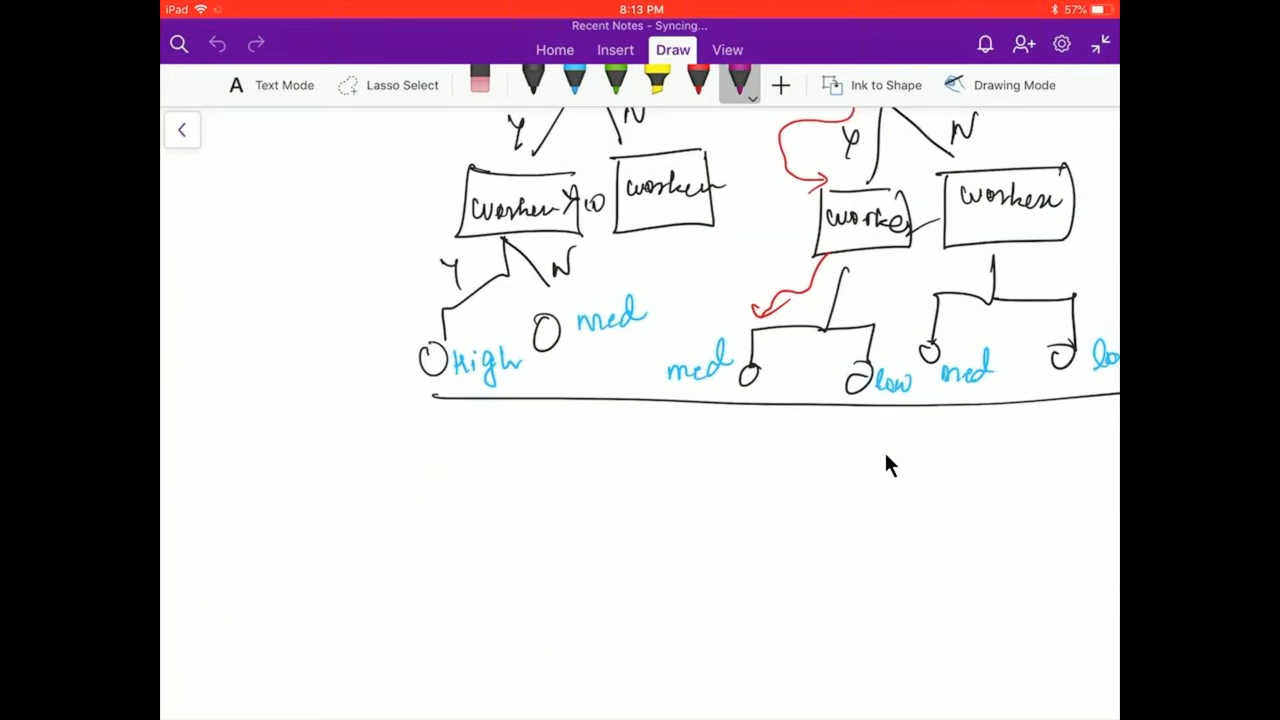 iPad 8:13 PM 57%
Recent Notes - Syncing...
Home Insert Draw View
A Text Mode Lasso Select + Ink to Shape Drawing Mode
Y N Y N
worker worker worker
Y N
High med med low med lo